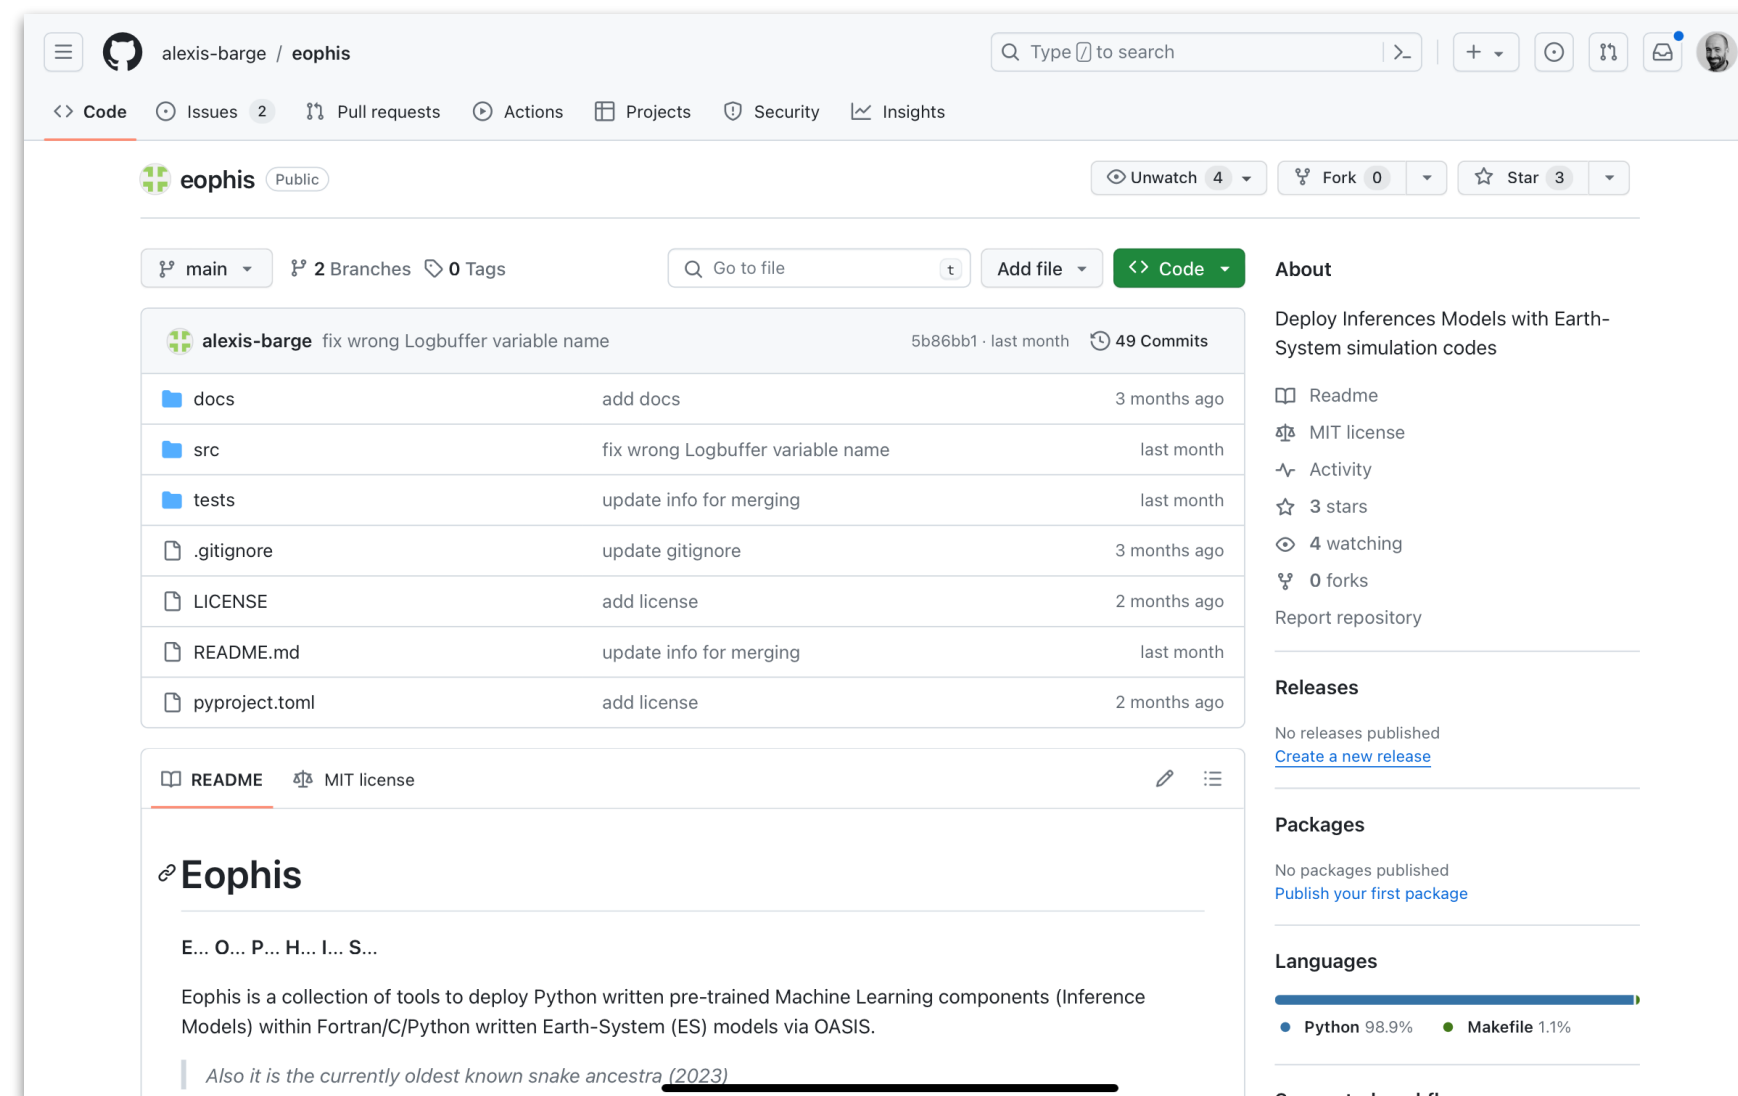 alexis-barge / eophis
Type / to search
Code
Issues 2
Pull requests
Actions
Projects
Security
Insights
eophis Public
Unwatch 4
Fork 0
Star 3
main
2 Branches
0 Tags
Go to file t
Add file
Code
alexis-barge fix wrong Logbuffer variable name 5b86bb1 · last month 49 Commits
docs add docs 3 months ago
src fix wrong Logbuffer variable name last month
tests update info for merging last month
.gitignore update gitignore 3 months ago
LICENSE add license 2 months ago
README.md update info for merging last month
pyproject.toml add license 2 months ago
README
MIT license
Eophis
E... O... P... H... I... S...
Eophis is a collection of tools to deploy Python written pre-trained Machine Learning components (Inference
Models) within Fortran/C/Python written Earth-System (ES) models via OASIS.
Also it is the currently oldest known snake ancestra (2023)
About
Deploy Inferences Models with Earth-
System simulation codes
Readme
MIT license
Activity
3 stars
4 watching
0 forks
Report repository
Releases
No releases published
Create a new release
Packages
No packages published
Publish your first package
Languages
Python 98.9% Makefile 1.1%